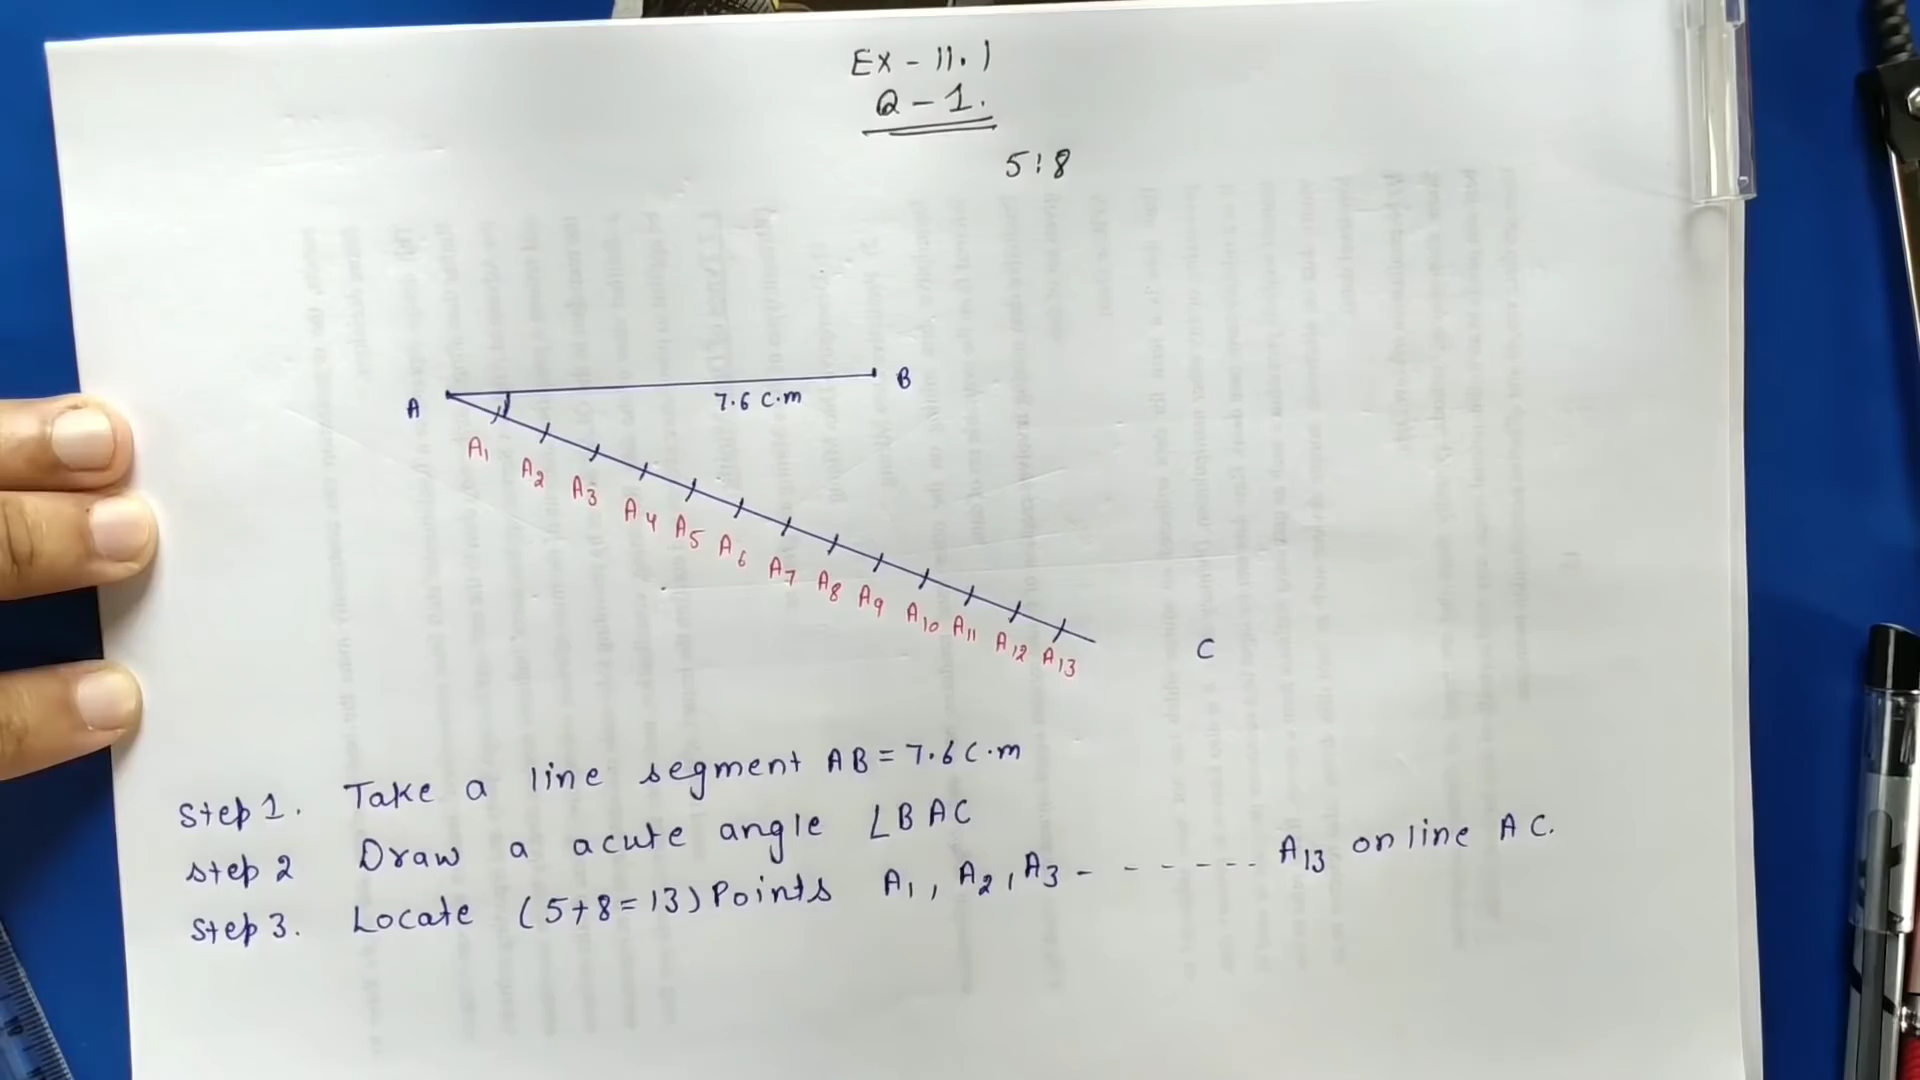 Ex - 11.1
Q - 1.
5:8
A
B
7.6 C.m
A1
A2
A3
A4
A5
A6
A7
A8
A9
A10
A11
A12
A13
C
Step 1. Take a line segment AB = 7.6 C.m
Step 2 Draw a acute angle ∠BAC
Step 3. Locate (5+8=13) Points A1, A2, A3 - - - - - - - A13 on line AC.